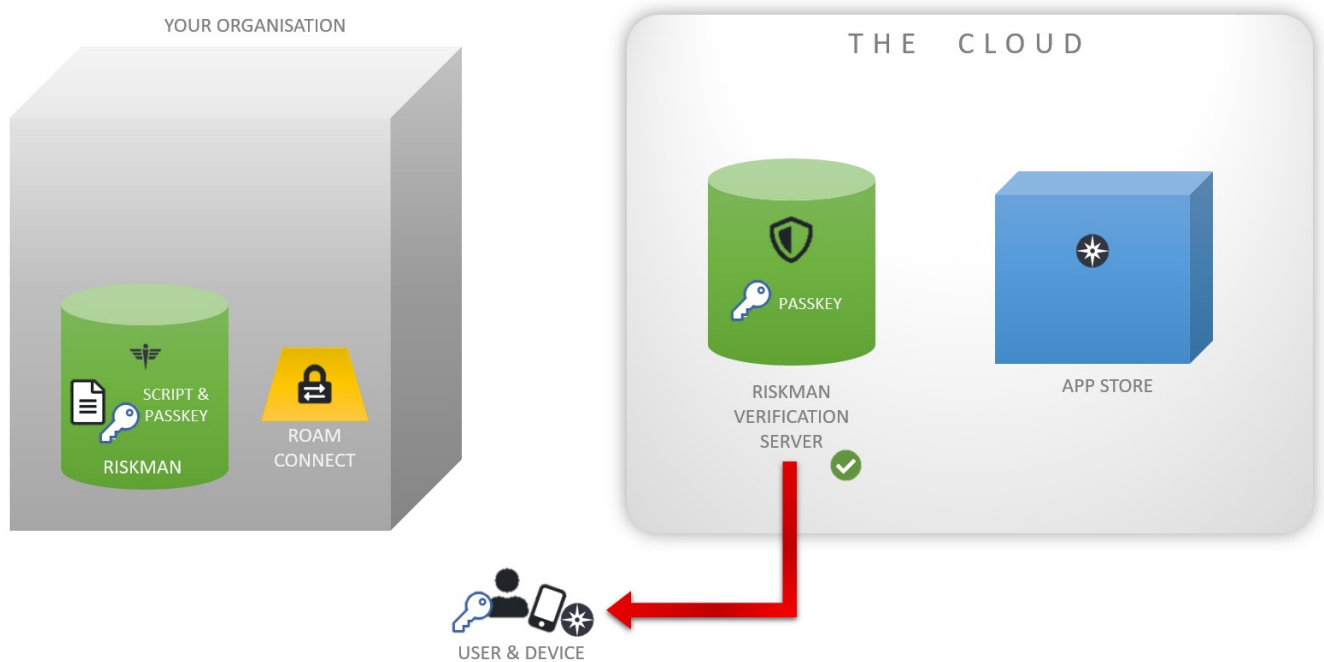 YOUR ORGANISATION
THE CLOUD
SCRIPT &
PASSKEY
RISKMAN
ROAM
CONNECT
PASSKEY
RISKMAN
VERIFICATION
SERVER
APP STORE
USER & DEVICE